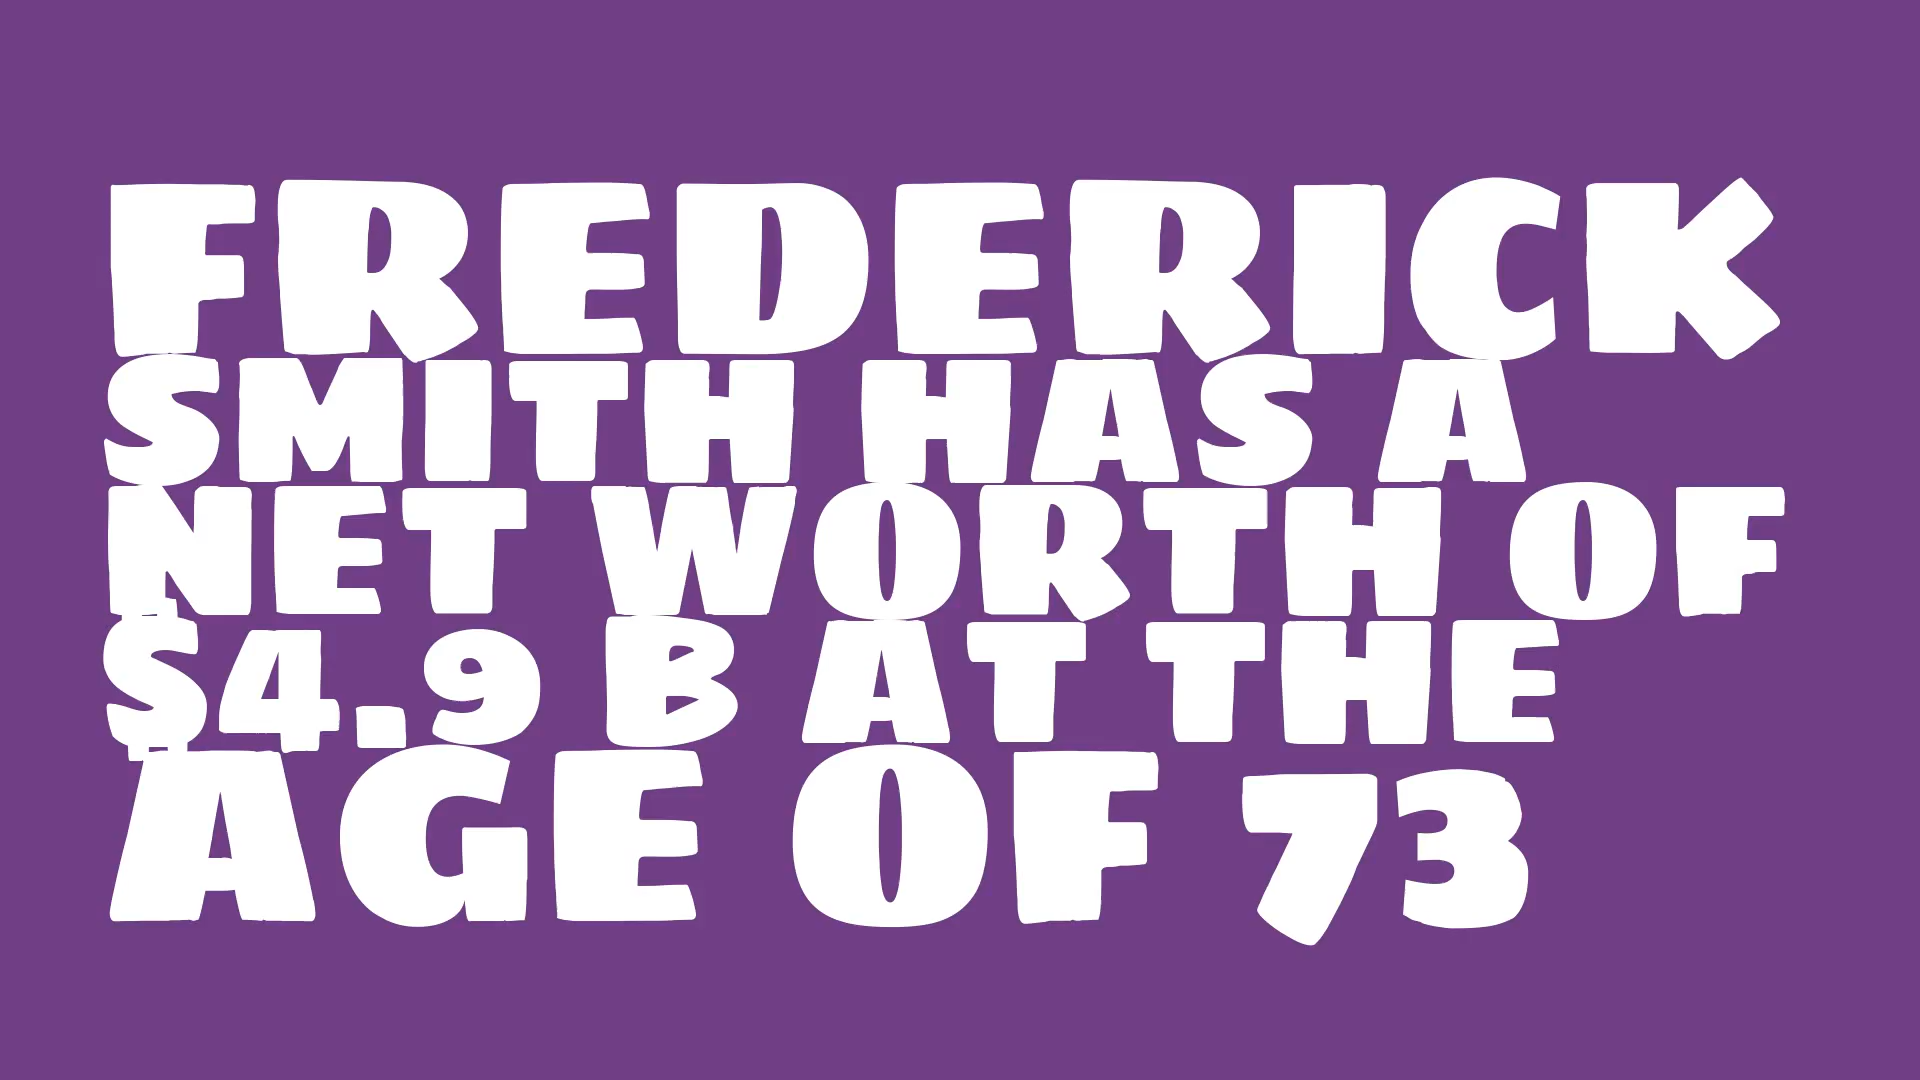 FREDERICK
SMITH HAS A
NET WORTH OF
$4.9 B AT THE
AGE OF 73